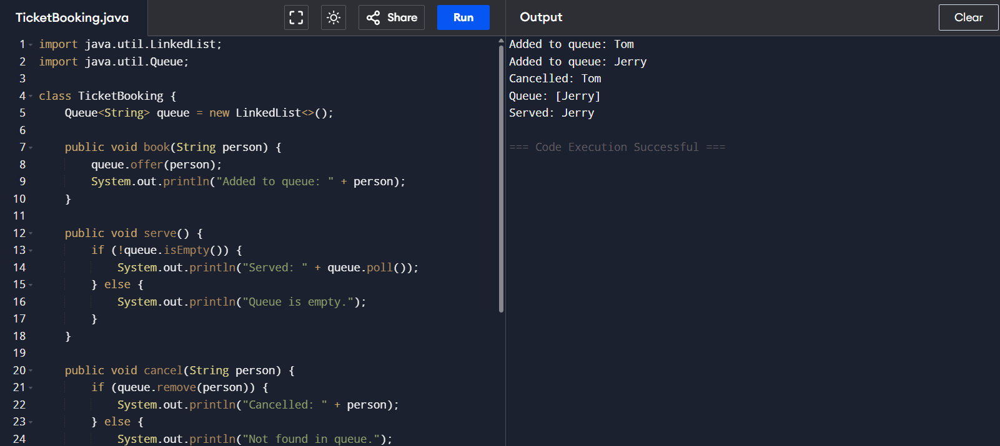 TicketBooking.java
Share
Run
Output
Clear
1 import java.util.LinkedList;
2 import java.util.Queue;
3
4 class TicketBooking {
5 Queue<String> queue = new LinkedList<>();
6
7 public void book(String person) {
8 queue.offer(person);
9 System.out.println("Added to queue: " + person);
10 }
11
12 public void serve() {
13 if (!queue.isEmpty()) {
14 System.out.println("Served: " + queue.poll());
15 } else {
16 System.out.println("Queue is empty.");
17 }
18 }
19
20 public void cancel(String person) {
21 if (queue.remove(person)) {
22 System.out.println("Cancelled: " + person);
23 } else {
24 System.out.println("Not found in queue.");
Added to queue: Tom
Added to queue: Jerry
Cancelled: Tom
Queue: [Jerry]
Served: Jerry
=== Code Execution Successful ===